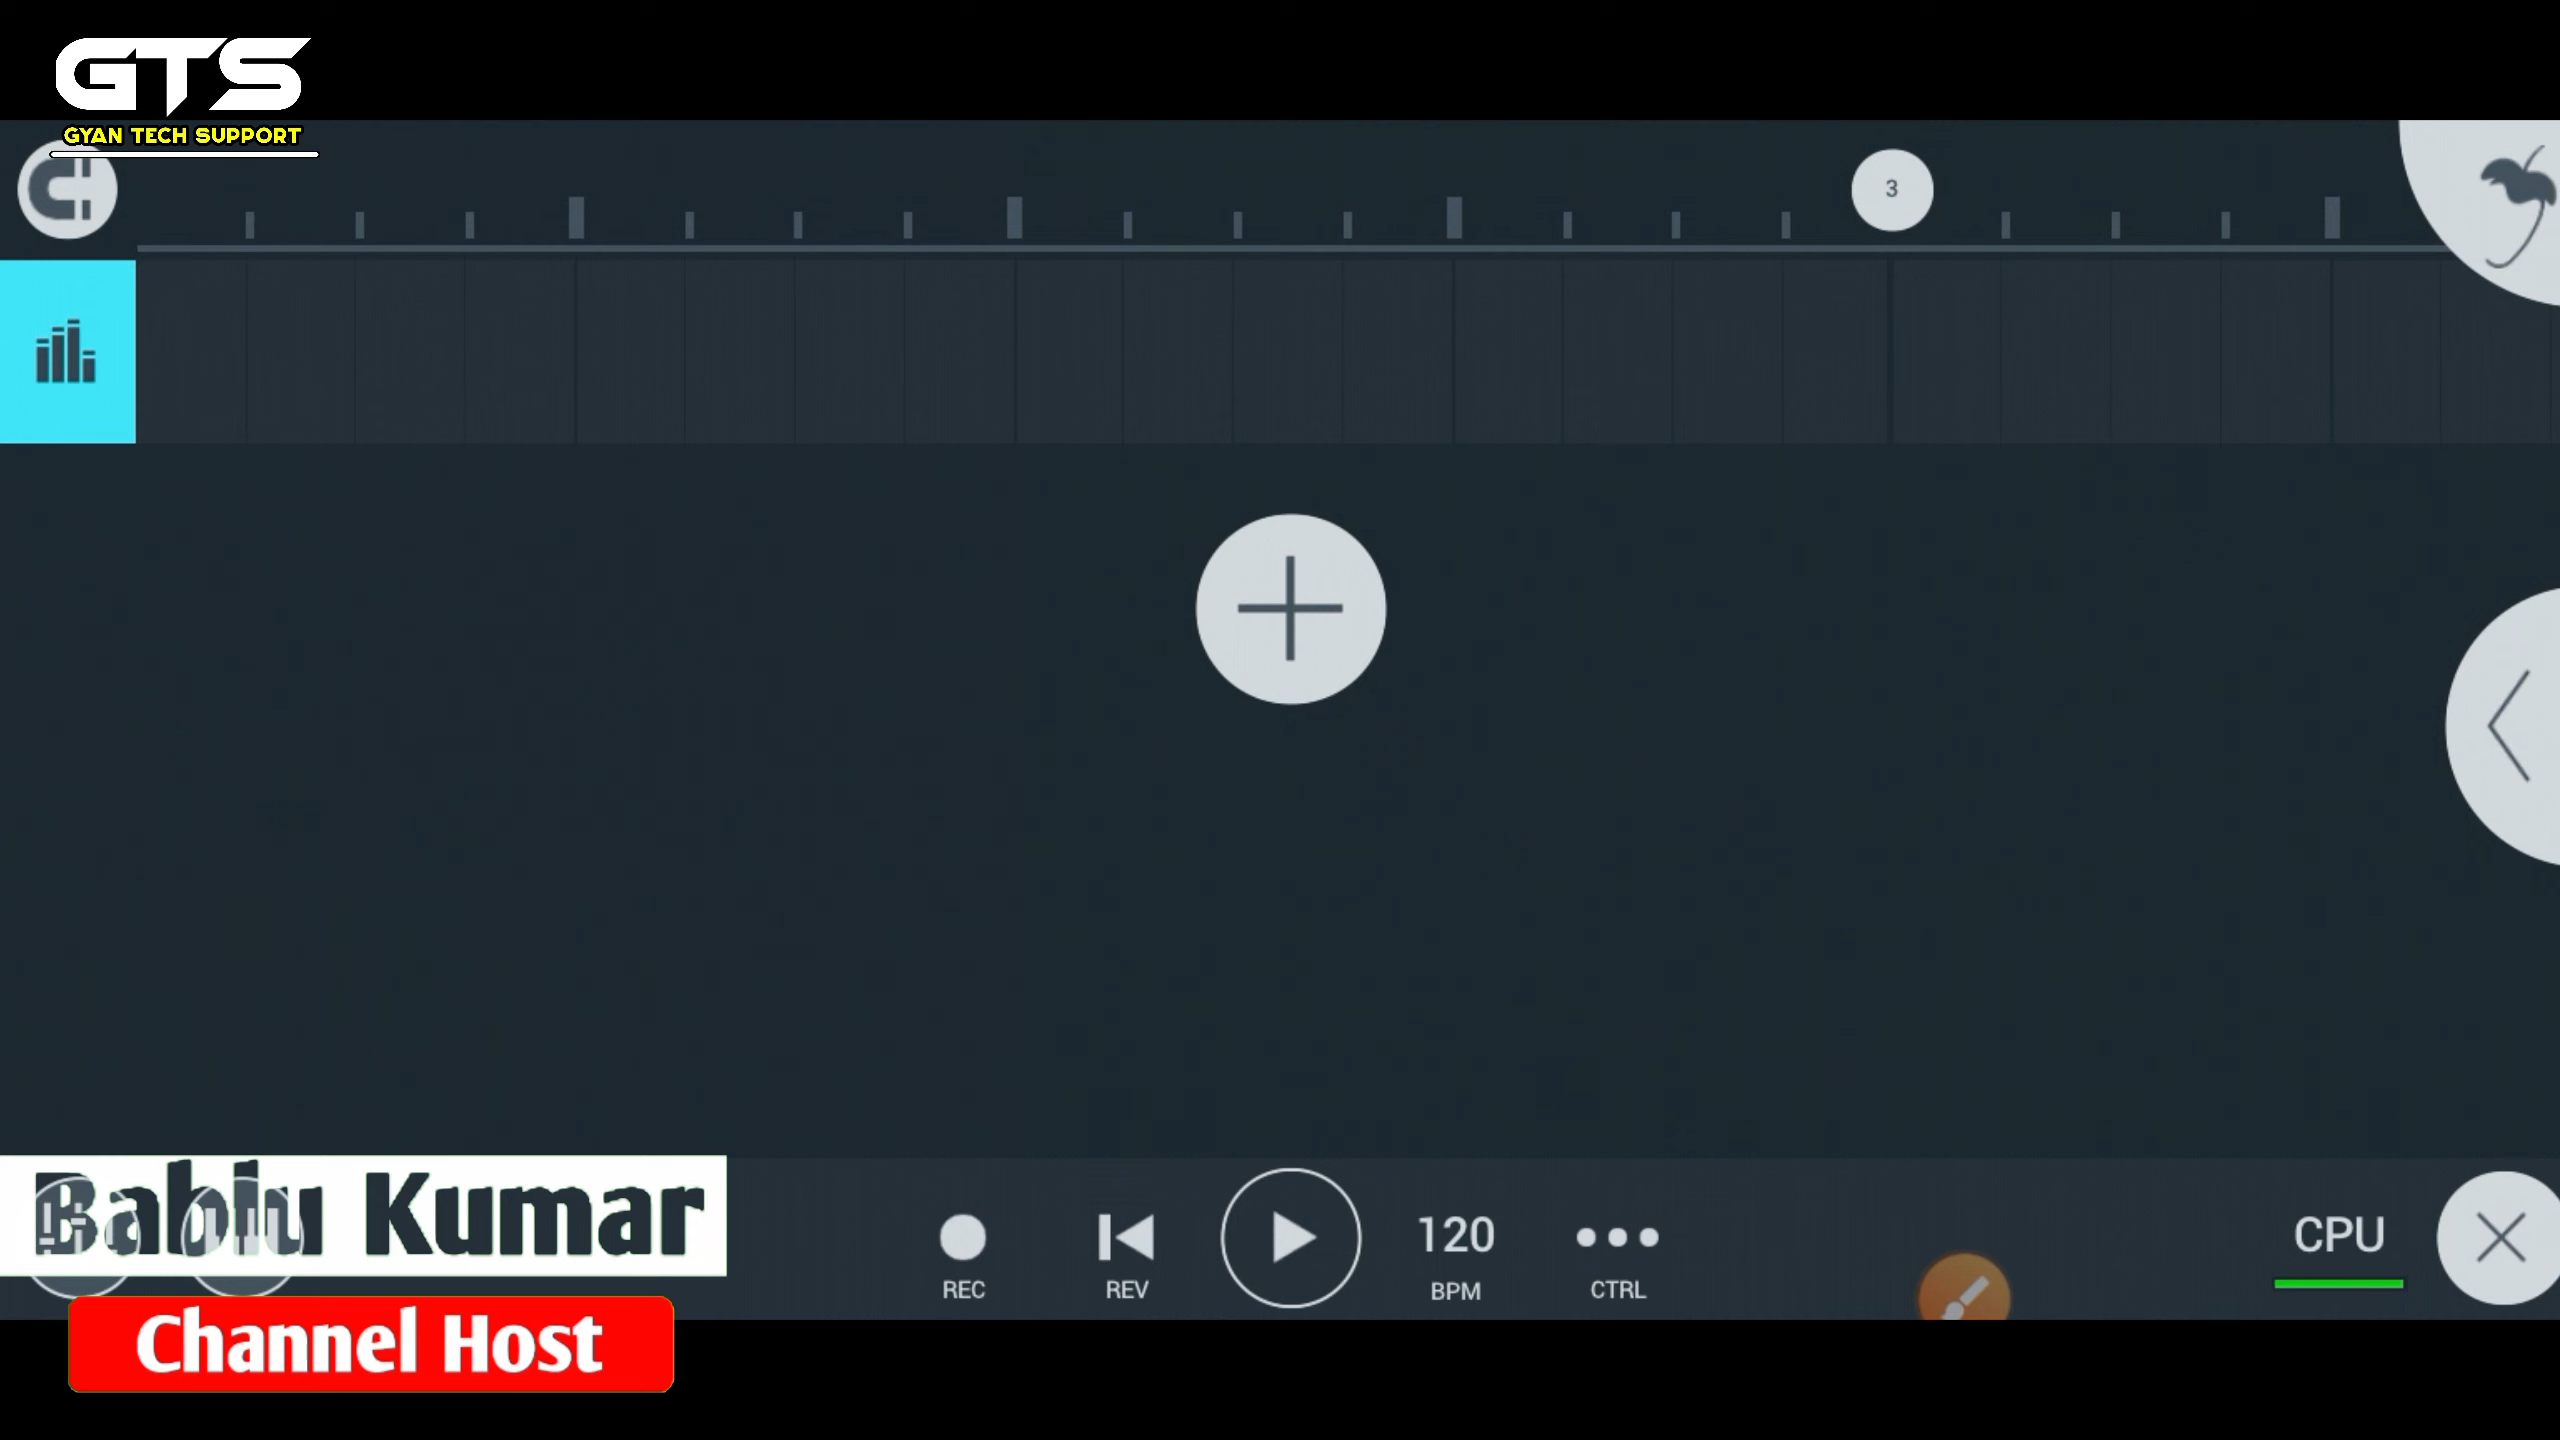 GTS
GYAN TECH SUPPORT
3
Bablu Kumar
120
CPU
REC
REV
BPM
CTRL
Channel Host